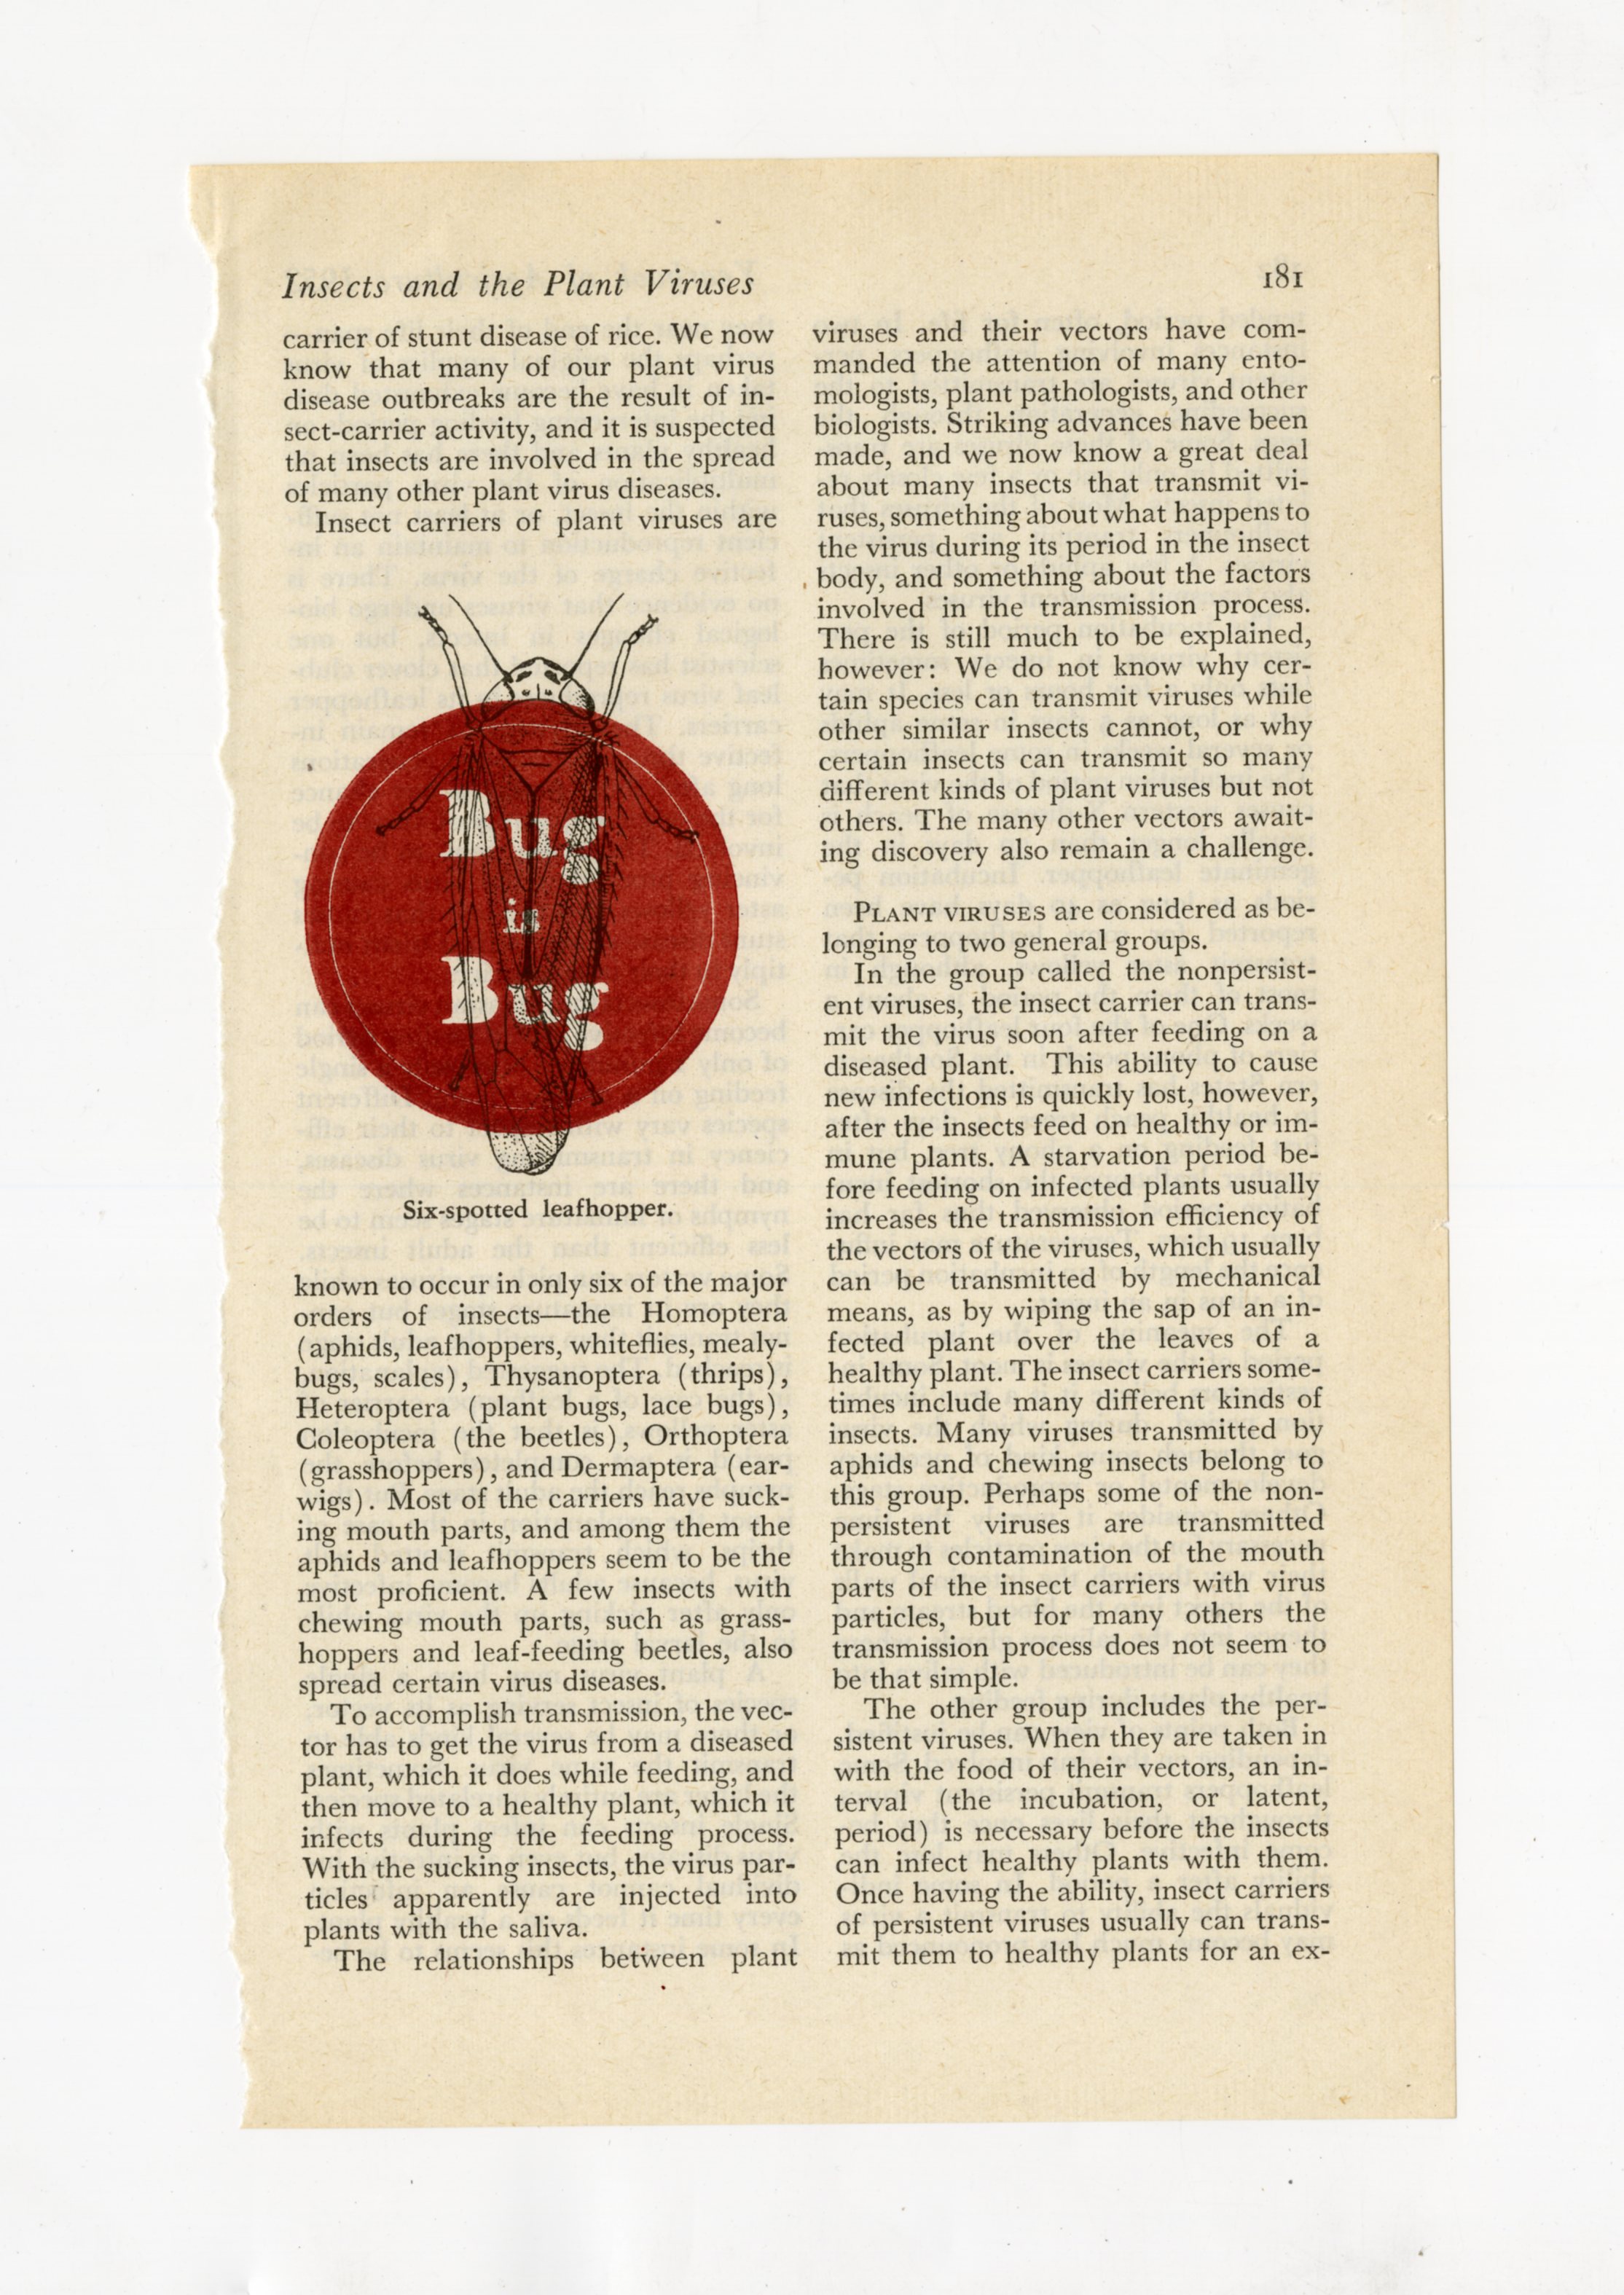 Insects and the Plant Viruses
181
carrier of stunt disease of rice. We now
know that many of our plant virus
disease outbreaks are the result of in-
sect-carrier activity, and it is suspected
that insects are involved in the spread
of many other plant virus diseases.
Insect carriers of plant viruses are
Bug
is
Bug
Six-spotted leafhopper.
known to occur in only six of the major
orders of insects—the Homoptera
(aphids, leafhoppers, whiteflies, mealy-
bugs, scales), Thysanoptera (thrips),
Heteroptera (plant bugs, lace bugs),
Coleoptera (the beetles), Orthoptera
(grasshoppers), and Dermaptera (ear-
wigs). Most of the carriers have suck-
ing mouth parts, and among them the
aphids and leafhoppers seem to be the
most proficient. A few insects with
chewing mouth parts, such as grass-
hoppers and leaf-feeding beetles, also
spread certain virus diseases.
To accomplish transmission, the vec-
tor has to get the virus from a diseased
plant, which it does while feeding, and
then move to a healthy plant, which it
infects during the feeding process.
With the sucking insects, the virus par-
ticles apparently are injected into
plants with the saliva.
The relationships between plant
viruses and their vectors have com-
manded the attention of many ento-
mologists, plant pathologists, and other
biologists. Striking advances have been
made, and we now know a great deal
about many insects that transmit vi-
ruses, something about what happens to
the virus during its period in the insect
body, and something about the factors
involved in the transmission process.
There is still much to be explained,
however: We do not know why cer-
tain species can transmit viruses while
other similar insects cannot, or why
certain insects can transmit so many
different kinds of plant viruses but not
others. The many other vectors await-
ing discovery also remain a challenge.
PLANT VIRUSES are considered as be-
longing to two general groups.
In the group called the nonpersist-
ent viruses, the insect carrier can trans-
mit the virus soon after feeding on a
diseased plant. This ability to cause
new infections is quickly lost, however,
after the insects feed on healthy or im-
mune plants. A starvation period be-
fore feeding on infected plants usually
increases the transmission efficiency of
the vectors of the viruses, which usually
can be transmitted by mechanical
means, as by wiping the sap of an in-
fected plant over the leaves of a
healthy plant. The insect carriers some-
times include many different kinds of
insects. Many viruses transmitted by
aphids and chewing insects belong to
this group. Perhaps some of the non-
persistent viruses are transmitted
through contamination of the mouth
parts of the insect carriers with virus
particles, but for many others the
transmission process does not seem to
be that simple.
The other group includes the per-
sistent viruses. When they are taken in
with the food of their vectors, an in-
terval (the incubation, or latent,
period) is necessary before the insects
can infect healthy plants with them.
Once having the ability, insect carriers
of persistent viruses usually can trans-
mit them to healthy plants for an ex-